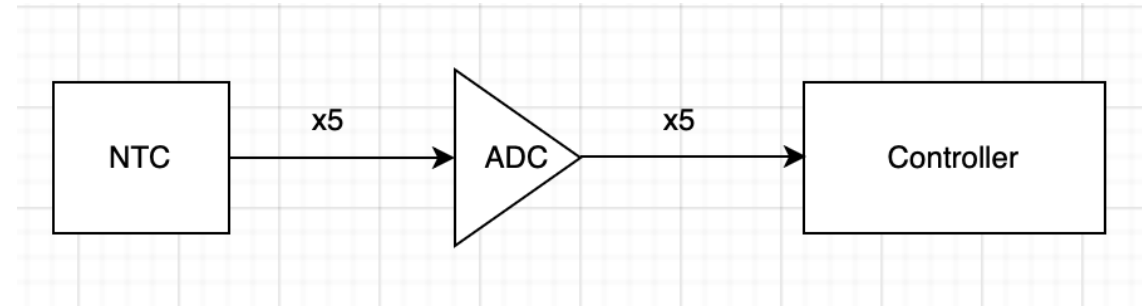 x5
x5
NTC
ADC
Controller